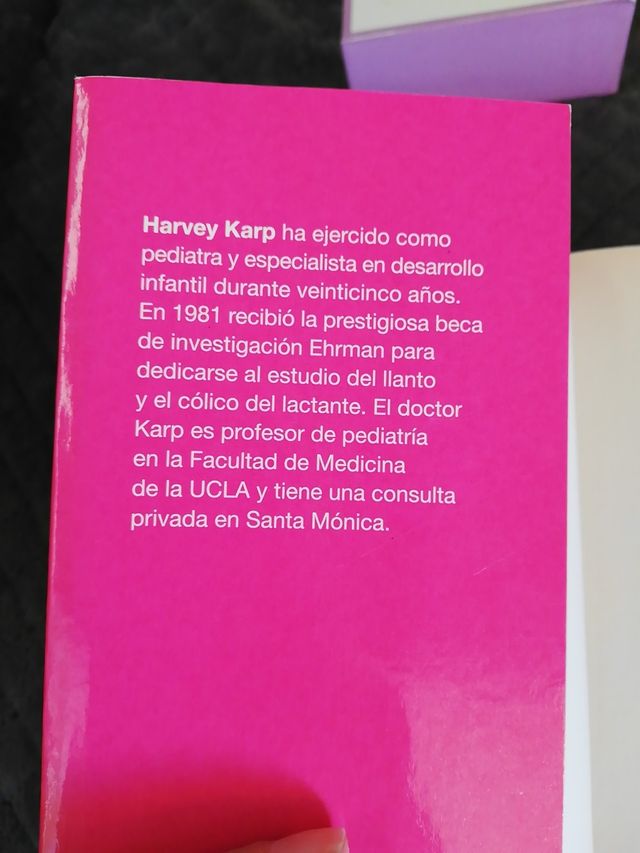 Harvey Karp ha ejercido como
pediatra y especialista en desarrollo
infantil durante veinticinco años.
En 1981 recibió la prestigiosa beca
de investigación Ehrman para
dedicarse al estudio del llanto
y el cólico del lactante. El doctor
Karp es profesor de pediatría
en la Facultad de Medicina
de la UCLA y tiene una consulta
privada en Santa Mónica.